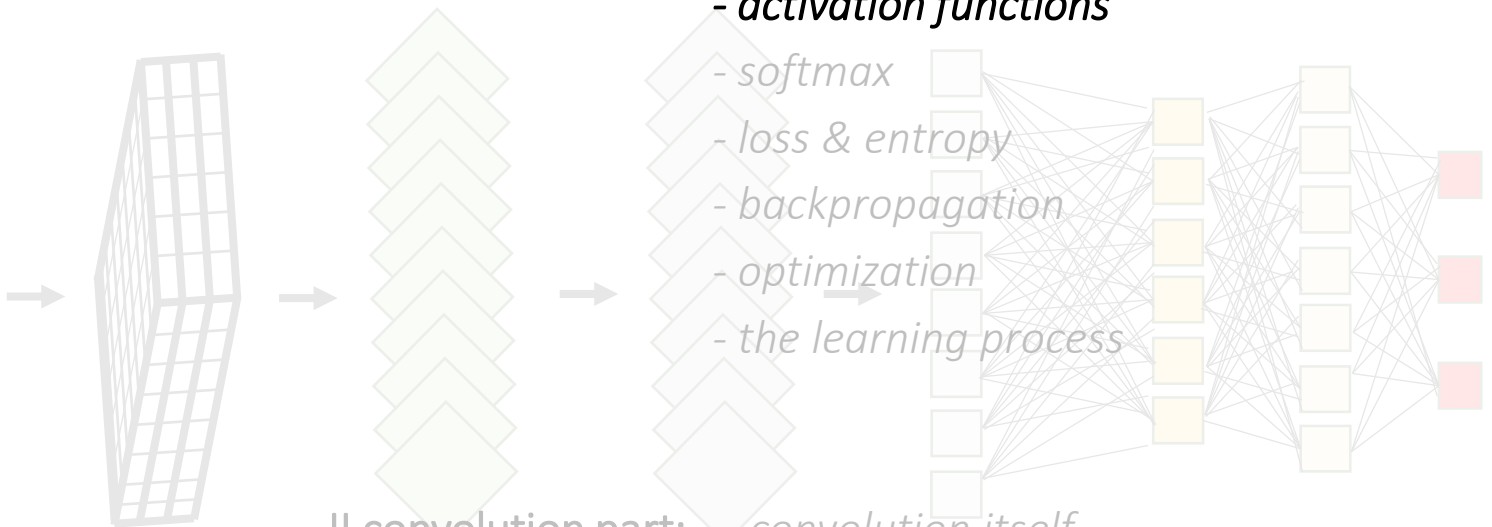 - activation functions
- softmax
- loss & entropy
- backpropagation
- optimization
- the learning process
II convolution part: - convolution itself